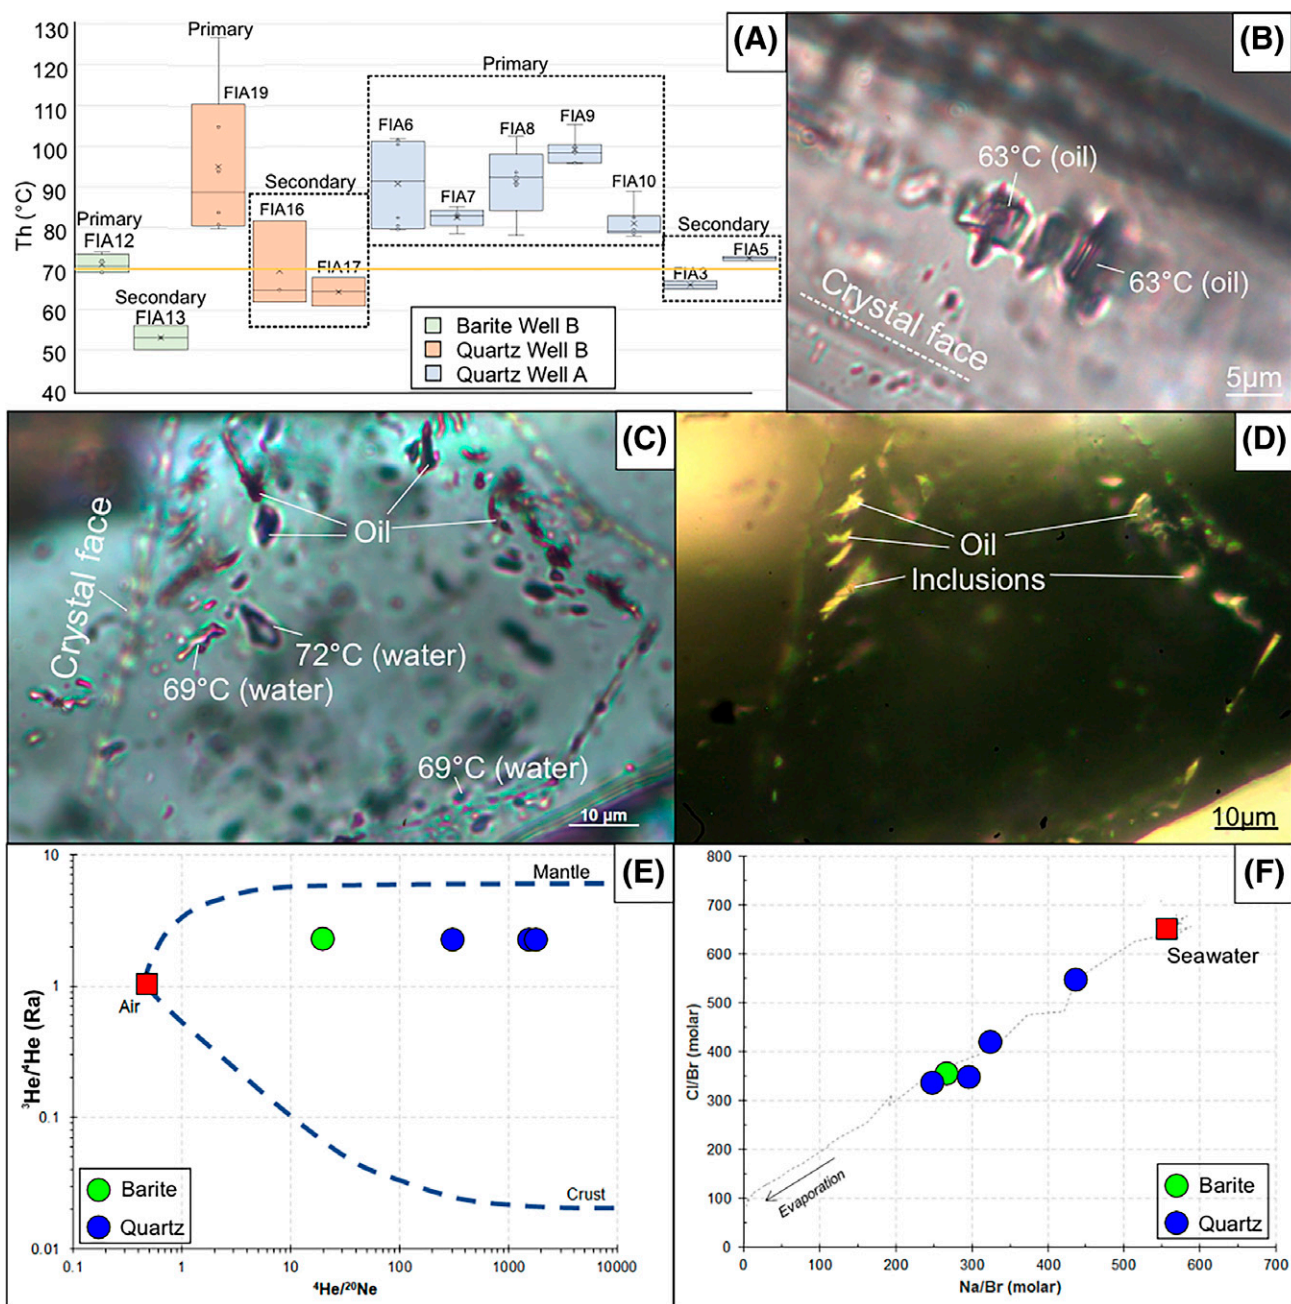 (A)
130
120
110
100
90
80
70
60
50
40
Th (°C)
Primary
FIA19
Primary
FIA6
FIA7
FIA8
FIA9
FIA10
Secondary
FIA16
FIA17
Primary
FIA12
Secondary
FIA13
Secondary
FIA5
FIA3
Barite Well B
Quartz Well B
Quartz Well A
(B)
63°C (oil)
63°C (oil)
Crystal face
5µm
(C)
Crystal face
Oil
72°C (water)
69°C (water)
69°C (water)
10 µm
(D)
Oil
Inclusions
10µm
(E)
10
1
0.1
0.01
³He/⁴He (Ra)
Mantle
Air
Crust
Barite
Quartz
0.1 1 10 100 1000 10000
⁴He/²⁰Ne
(F)
800
700
600
500
400
300
200
100
0
Cl/Br (molar)
Seawater
Evaporation
Barite
Quartz
0 100 200 300 400 500 600 700
Na/Br (molar)